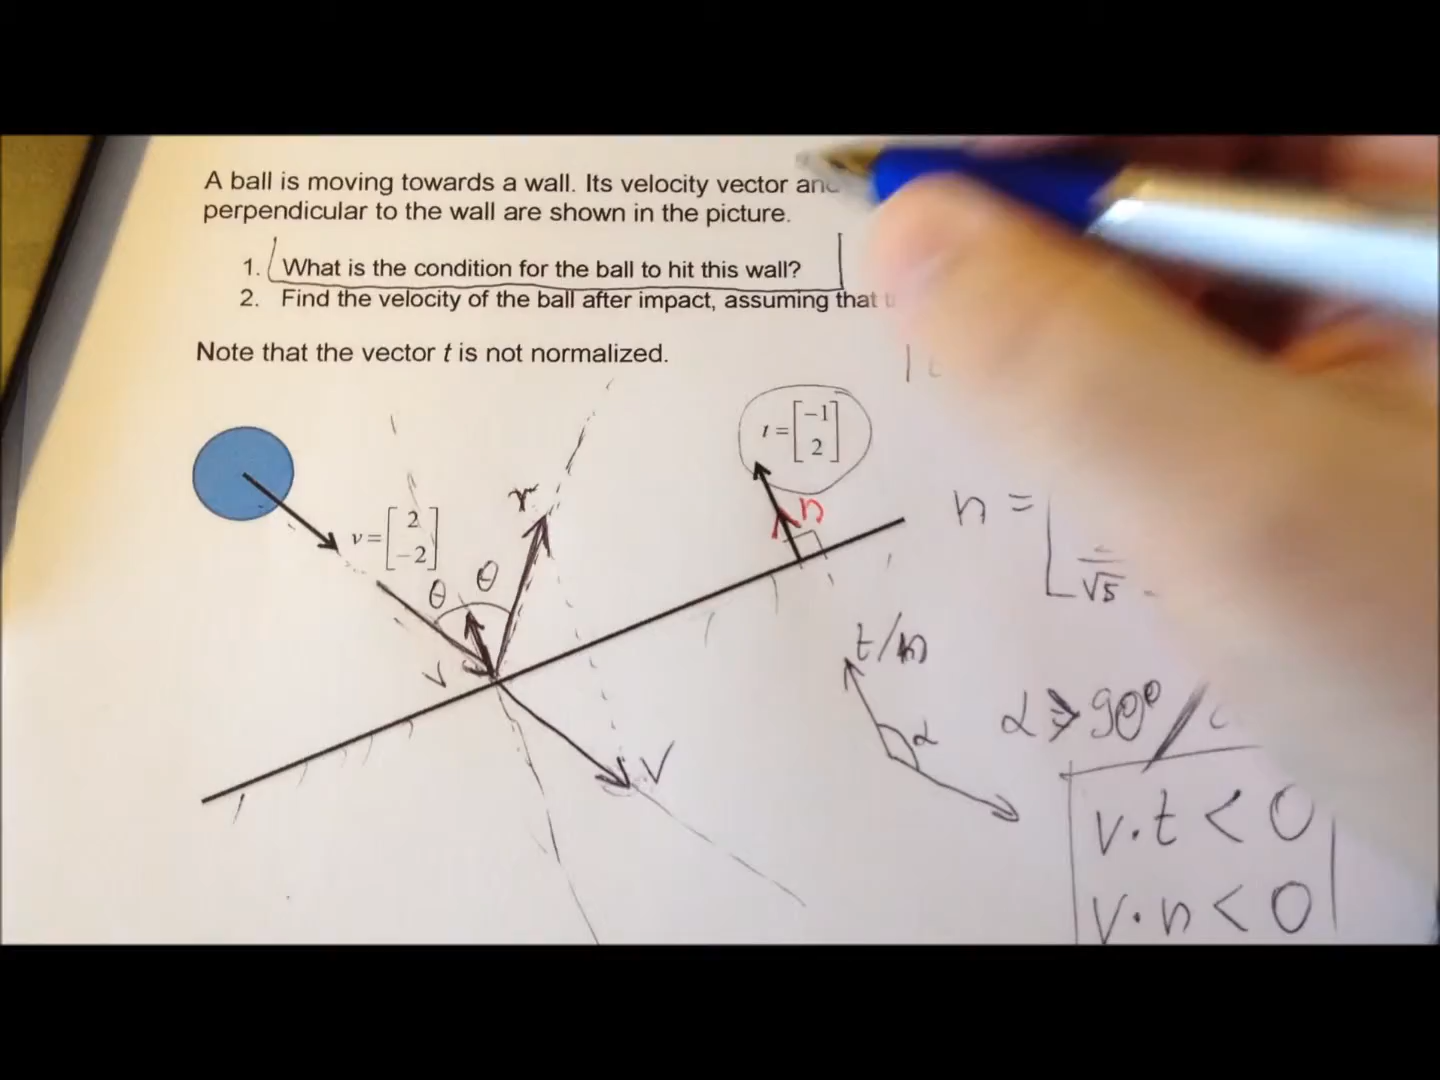 A ball is moving towards a wall. Its velocity vector and
perpendicular to the wall are shown in the picture.
1. What is the condition for the ball to hit this wall?
2. Find the velocity of the ball after impact, assuming that
Note that the vector t is not normalized.
t = [-1
2]
r
n
v = [2
-2]
n =
√5
θ θ
t/n
v
α
α > 90°
V
v·t < 0
v·n < 0